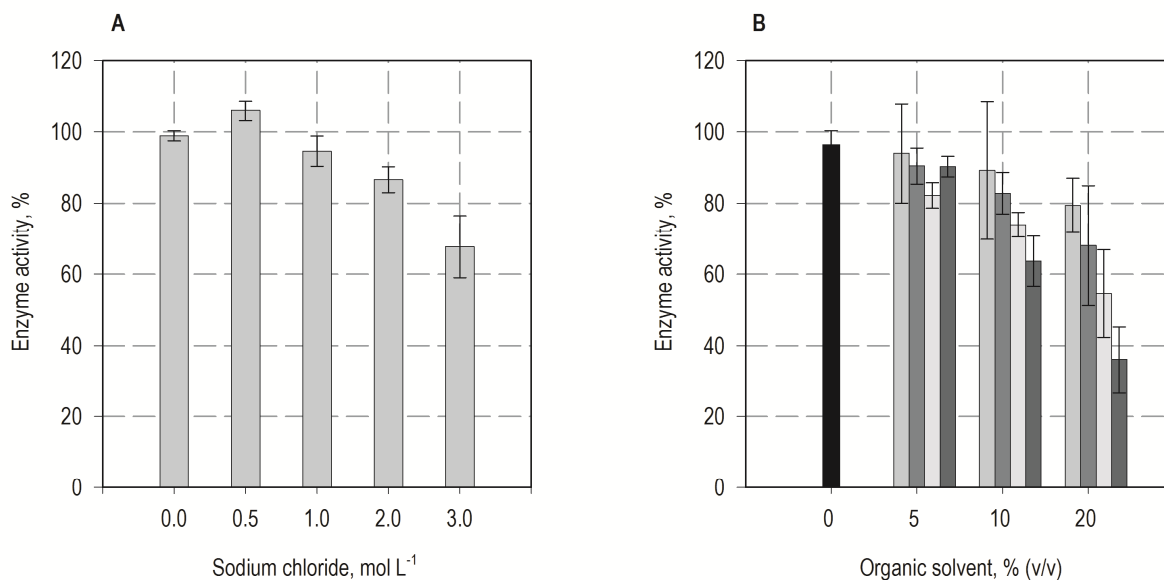 A
120
100
80
60
40
20
0
Enzyme activity, %
0.0 0.5 1.0 2.0 3.0
Sodium chloride, mol L⁻¹
B
120
100
80
60
40
20
0
Enzyme activity, %
0 5 10 20
Organic solvent, % (v/v)